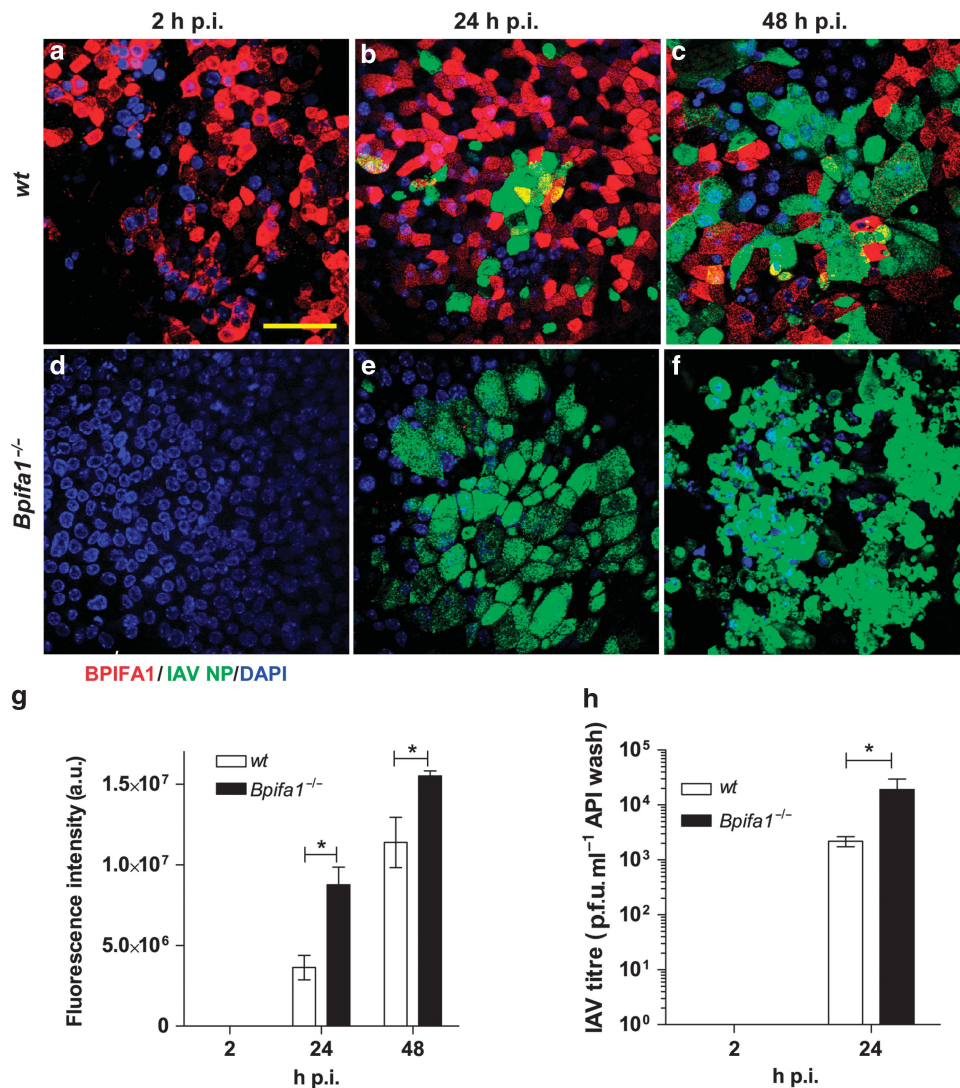 2 h p.i. 24 h p.i. 48 h p.i.
a b c
wt
d e f
Bpifa1⁻/⁻
BPIFA1/ IAV NP/DAPI
g
Fluorescence intensity (a.u.)
1.5×10⁷
1.0×10⁷
5.0×10⁶
0
wt
Bpifa1⁻/⁻
* *
2 24 48
h p.i.
h
IAV titre (p.f.u. ml⁻¹ API wash)
10⁵
10⁴
10³
10²
10¹
10⁰
wt
Bpifa1⁻/⁻
*
2 24
h p.i.